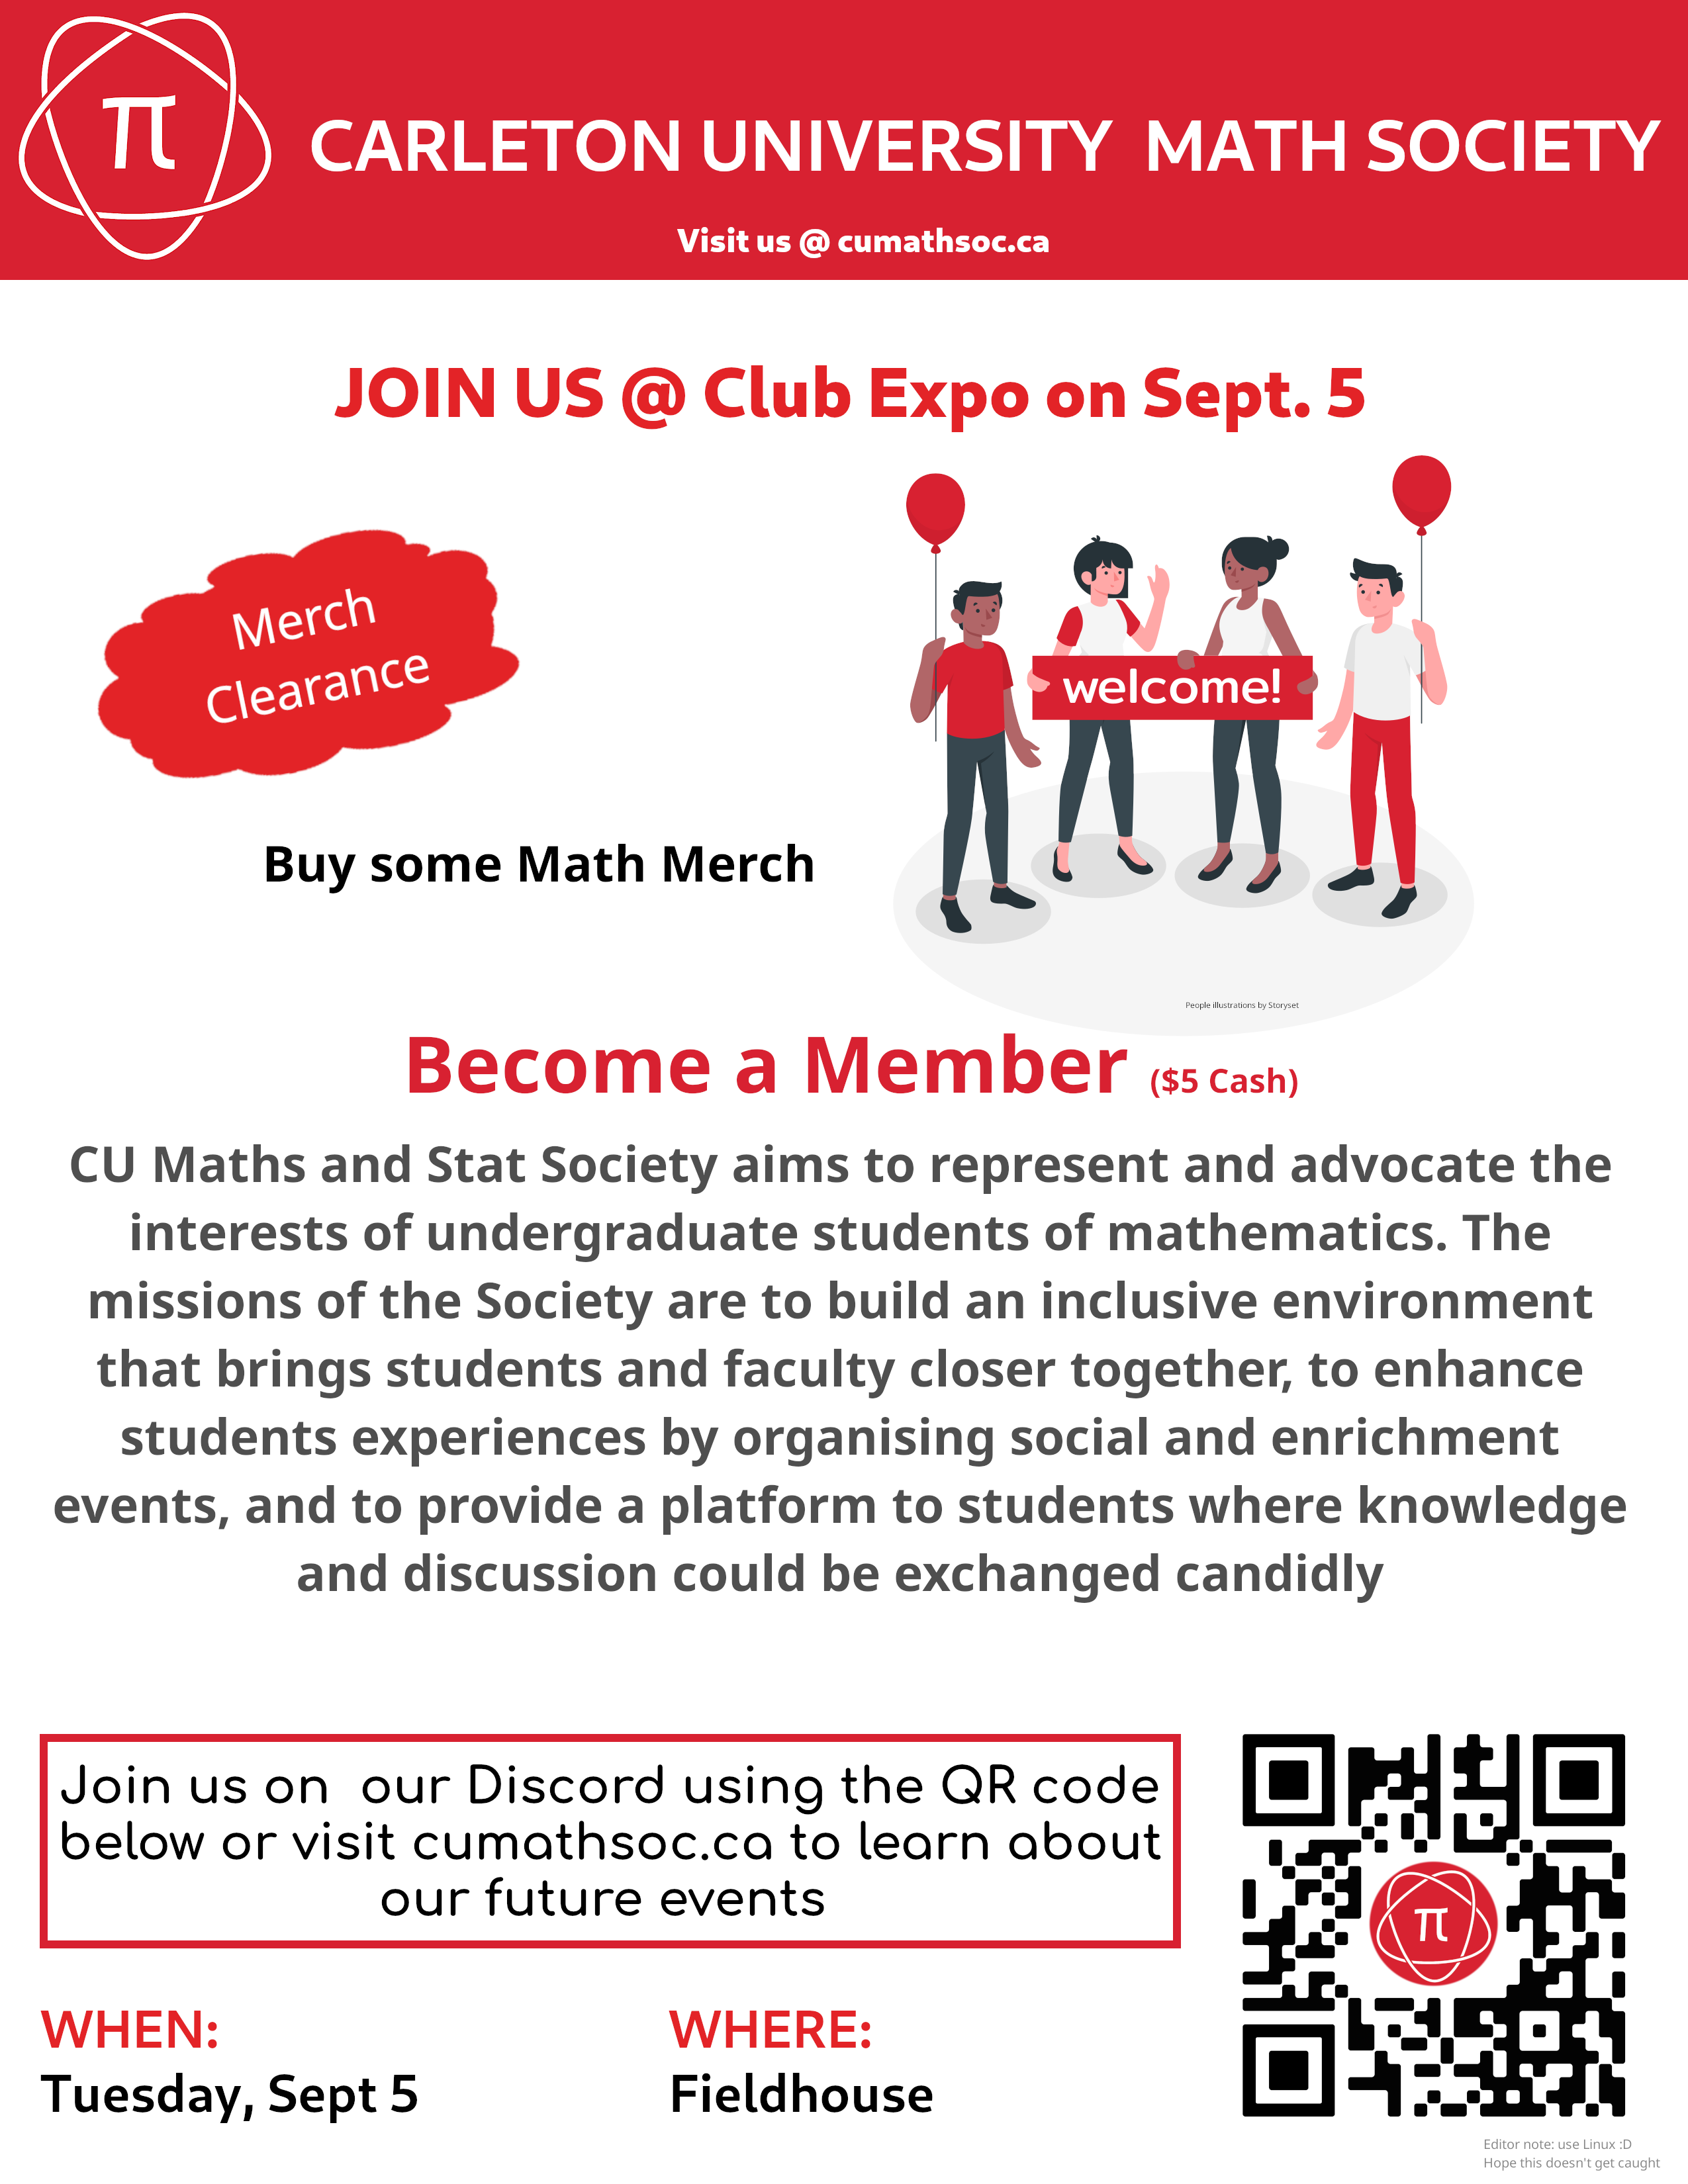 π
CARLETON UNIVERSITY  MATH SOCIETY
Visit us @ cumathsoc.ca
JOIN US @ Club Expo on Sept. 5
Merch
Clearance
welcome!
Buy some Math Merch
People illustrations by Storyset
Become a Member ($5 Cash)
CU Maths and Stat Society aims to represent and advocate the
interests of undergraduate students of mathematics. The
missions of the Society are to build an inclusive environment
that brings students and faculty closer together, to enhance
students experiences by organising social and enrichment
events, and to provide a platform to students where knowledge
and discussion could be exchanged candidly
Join us on  our Discord using the QR code
below or visit cumathsoc.ca to learn about
our future events
π
WHEN:
Tuesday, Sept 5
WHERE:
Fieldhouse
Editor note: use Linux :D
Hope this doesn't get caught